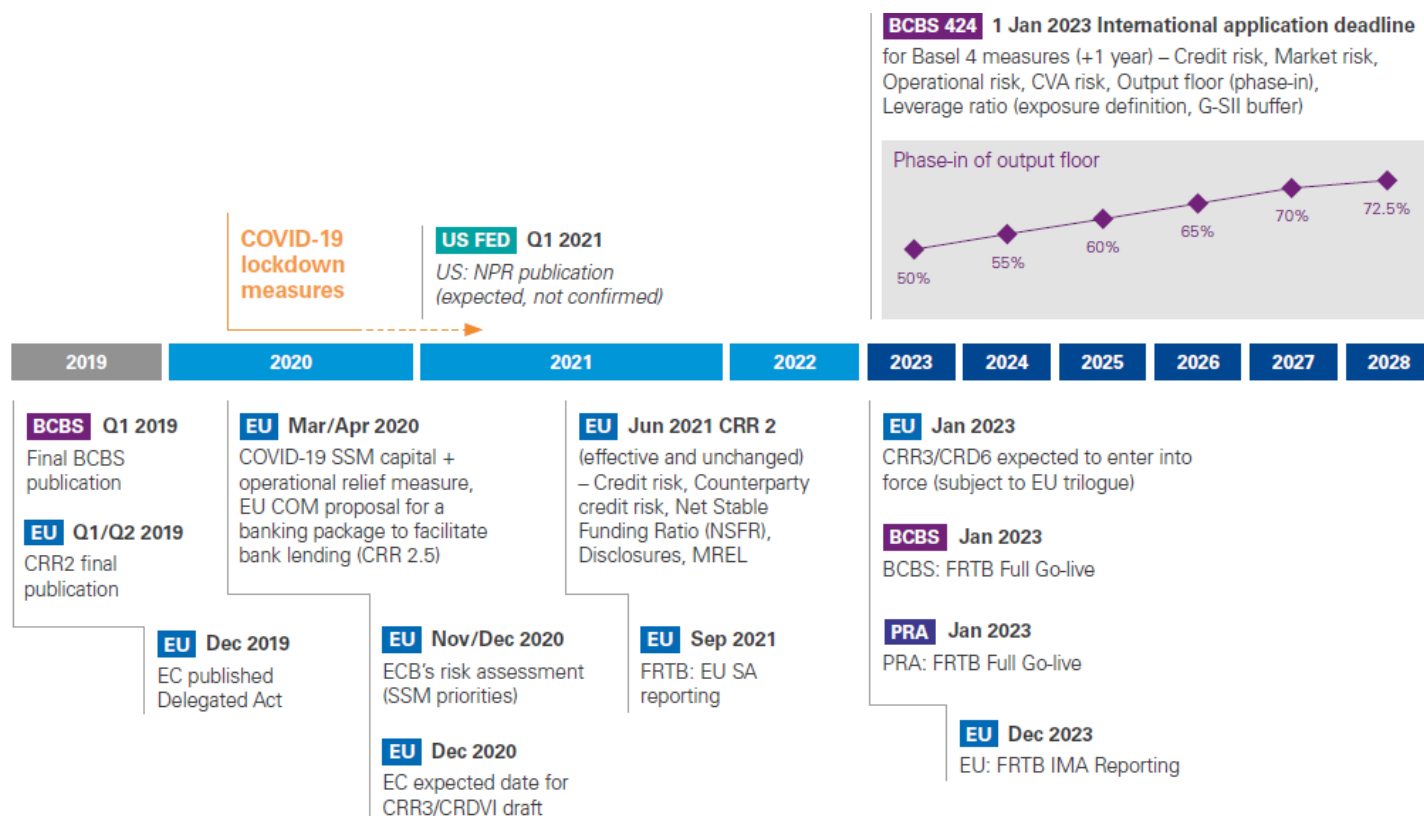 BCBS 424 1 Jan 2023 International application deadline
for Basel 4 measures (+1 year) – Credit risk, Market risk,
Operational risk, CVA risk, Output floor (phase-in),
Leverage ratio (exposure definition, G-SII buffer)
Phase-in of output floor
50%
55%
60%
65%
70%
72.5%
COVID-19
lockdown
measures
US FED Q1 2021
US: NPR publication
(expected, not confirmed)
2019
2020
2021
2022
2023
2024
2025
2026
2027
2028
BCBS Q1 2019
Final BCBS
publication
EU Q1/Q2 2019
CRR2 final
publication
EU Dec 2019
EC published
Delegated Act
EU Mar/Apr 2020
COVID-19 SSM capital +
operational relief measure,
EU COM proposal for a
banking package to facilitate
bank lending (CRR 2.5)
EU Nov/Dec 2020
ECB's risk assessment
(SSM priorities)
EU Dec 2020
EC expected date for
CRR3/CRDVI draft
EU Jun 2021 CRR 2
(effective and unchanged)
– Credit risk, Counterparty
credit risk, Net Stable
Funding Ratio (NSFR),
Disclosures, MREL
EU Sep 2021
FRTB: EU SA
reporting
EU Jan 2023
CRR3/CRD6 expected to enter into
force (subject to EU trilogue)
BCBS Jan 2023
BCBS: FRTB Full Go-live
PRA Jan 2023
PRA: FRTB Full Go-live
EU Dec 2023
EU: FRTB IMA Reporting